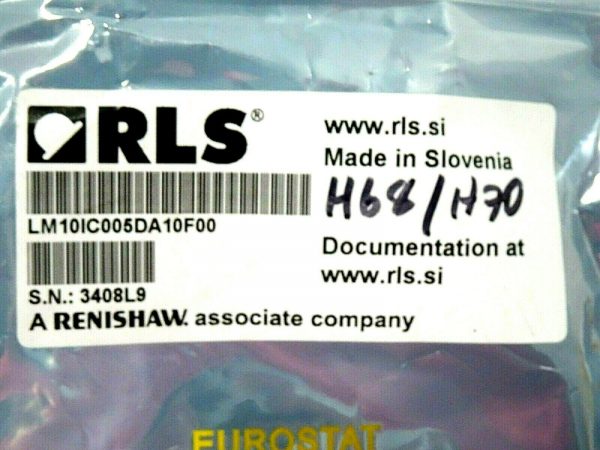 RLS®
LM10IC005DA10F00
S.N.: 3408L9
A RENISHAW. associate company
www.rls.si
Made in Slovenia
H68/H70
Documentation at
www.rls.si
EUROSTAT